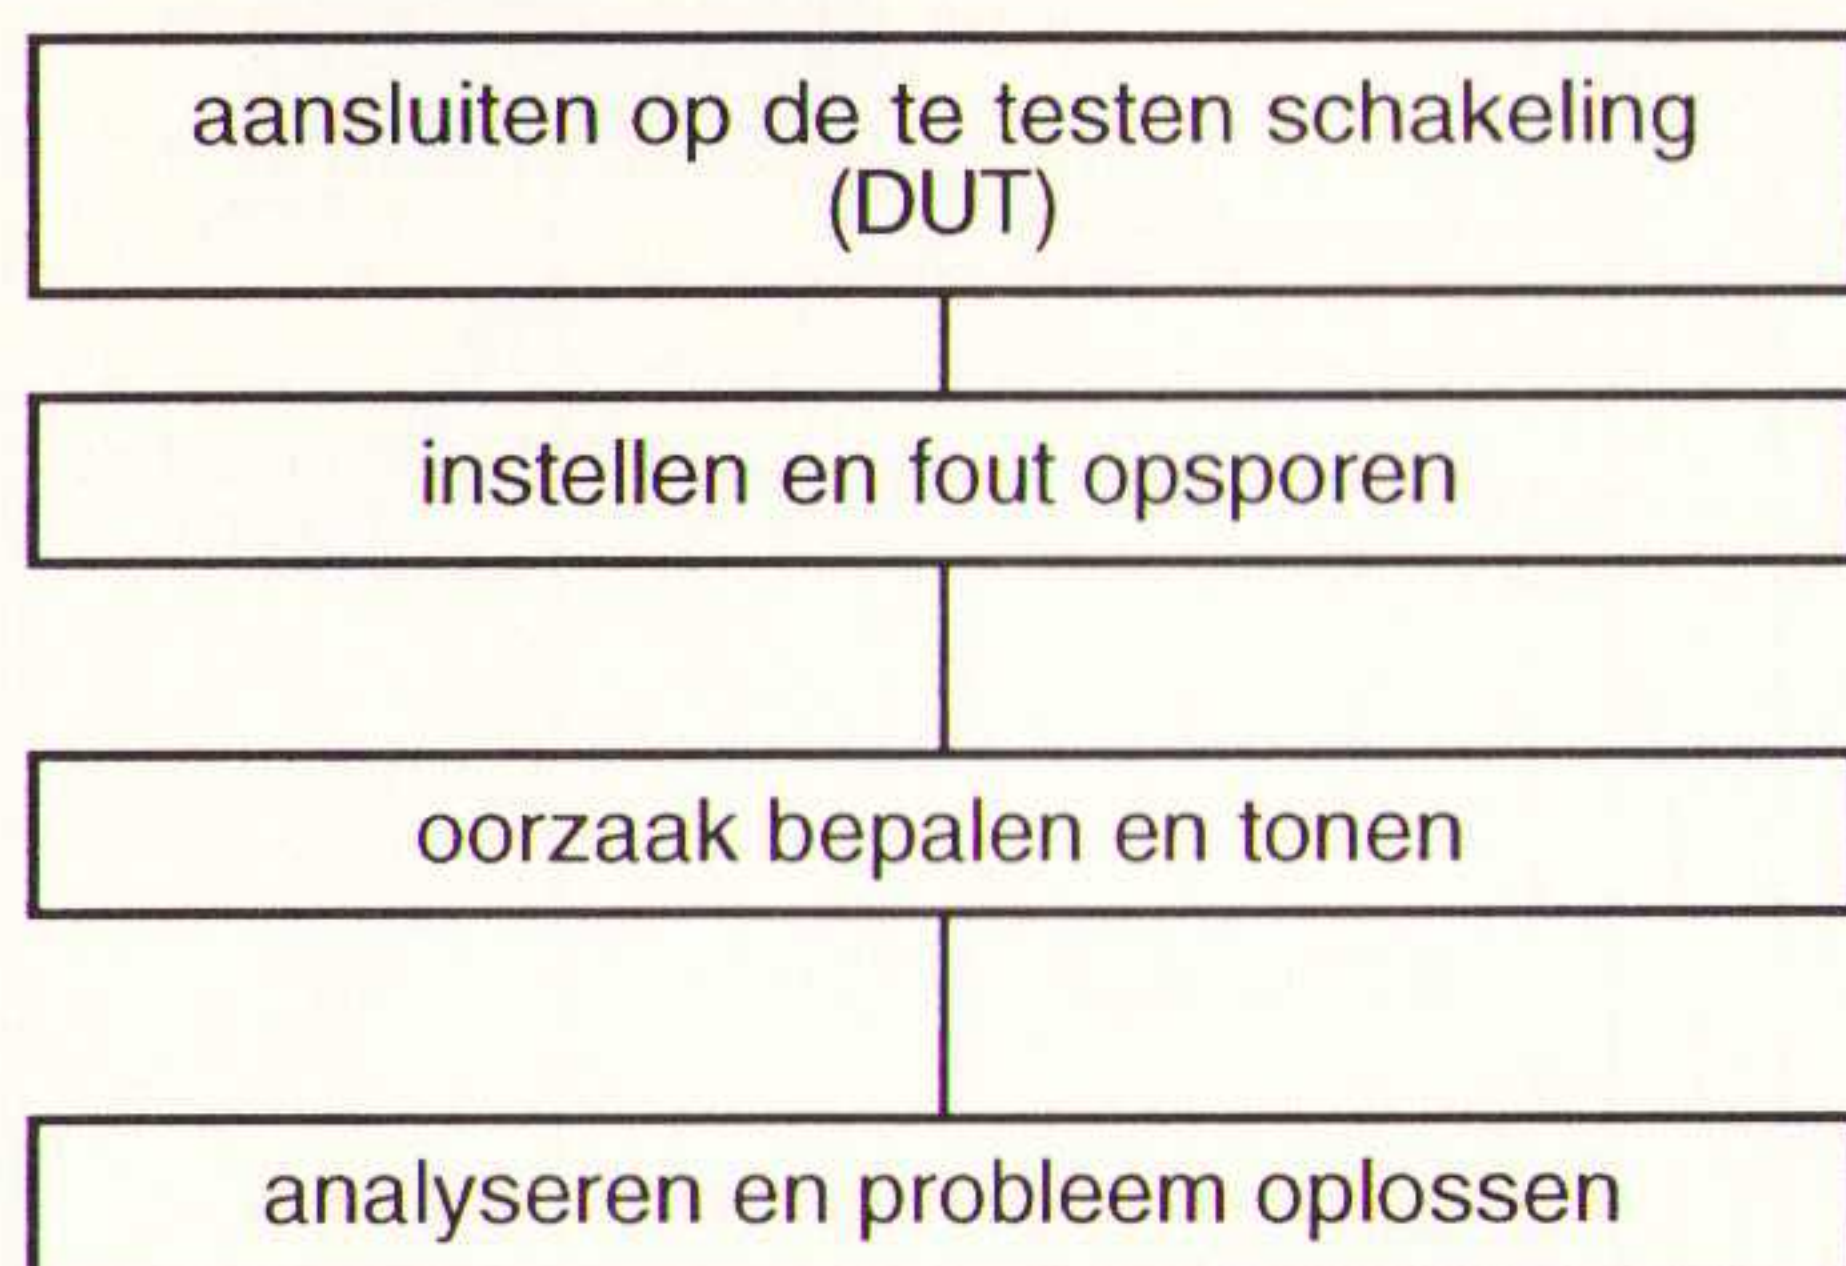 aansluiten op de te testen schakeling
(DUT)
instellen en fout opsporen
oorzaak bepalen en tonen
analyseren en probleem oplossen